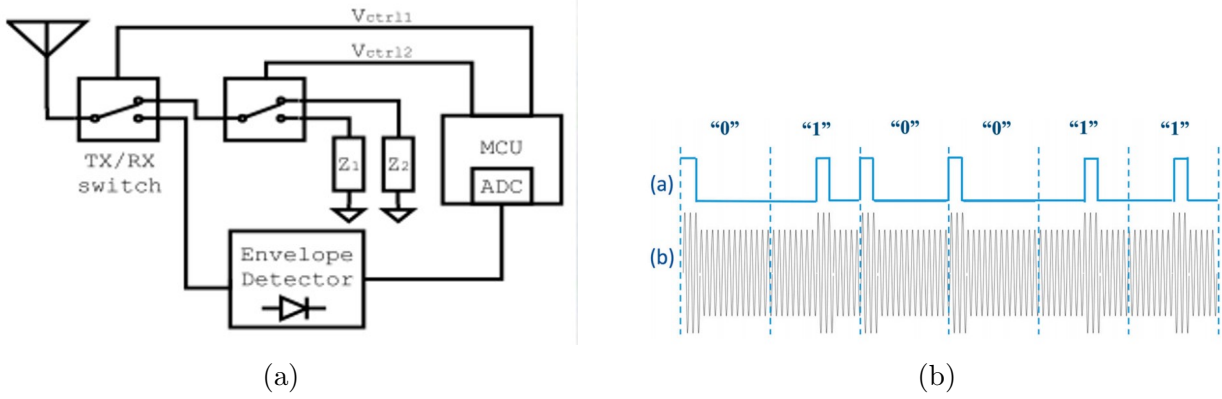 Vctrl1
Vctrl2
TX/RX
switch
Z1
Z2
MCU
ADC
Envelope
Detector
“0” “1” “0” “0” “1” “1”
(a)
(b)
(a) (b)